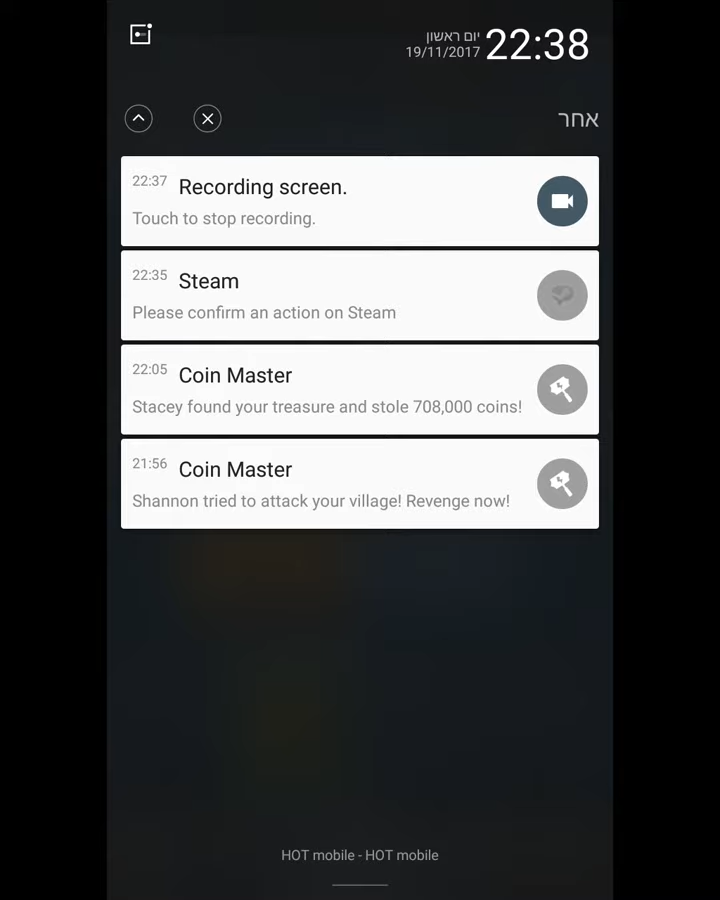 22:38
יום ראשון
19/11/2017
אחר
22:37 Recording screen.
Touch to stop recording.
22:35 Steam
Please confirm an action on Steam
22:05 Coin Master
Stacey found your treasure and stole 708,000 coins!
21:56 Coin Master
Shannon tried to attack your village! Revenge now!
HOT mobile - HOT mobile